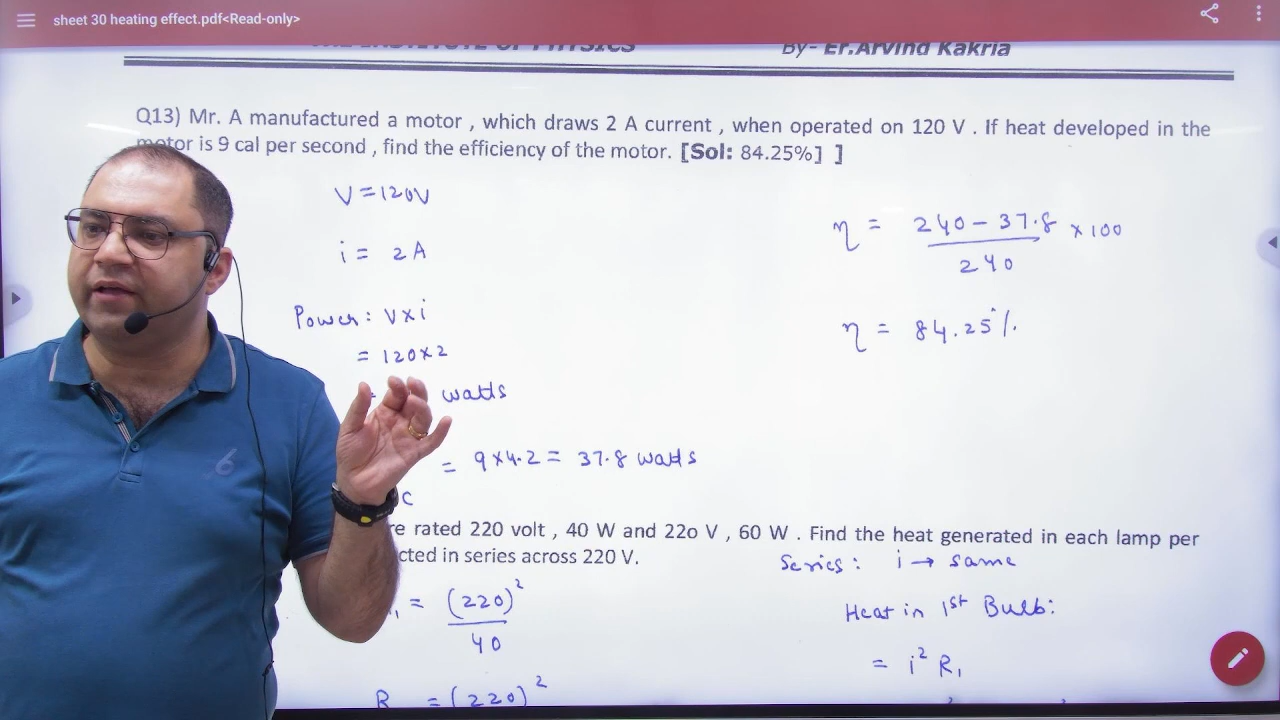 sheet 30 heating effect.pdf<Read-only>
THE INSTITUTE OF PHYSICS By- Er.Arvind Kakria
Q13) Mr. A manufactured a motor , which draws 2 A current , when operated on 120 V . If heat developed in the
motor is 9 cal per second , find the efficiency of the motor. [Sol: 84.25%] ]
V = 120V
i = 2A
Power: V×i
= 120×2
watts
= 9×4.2 = 37.8 watts
c
η = 240 - 37.8 / 240 ×100
η = 84.25%.
re rated 220 volt , 40 W and 22o V , 60 W . Find the heat generated in each lamp per
cted in series across 220 V.
1 = (220)² / 40
R = (220)²
Series: i → same
Heat in 1st Bulb:
= i² R1